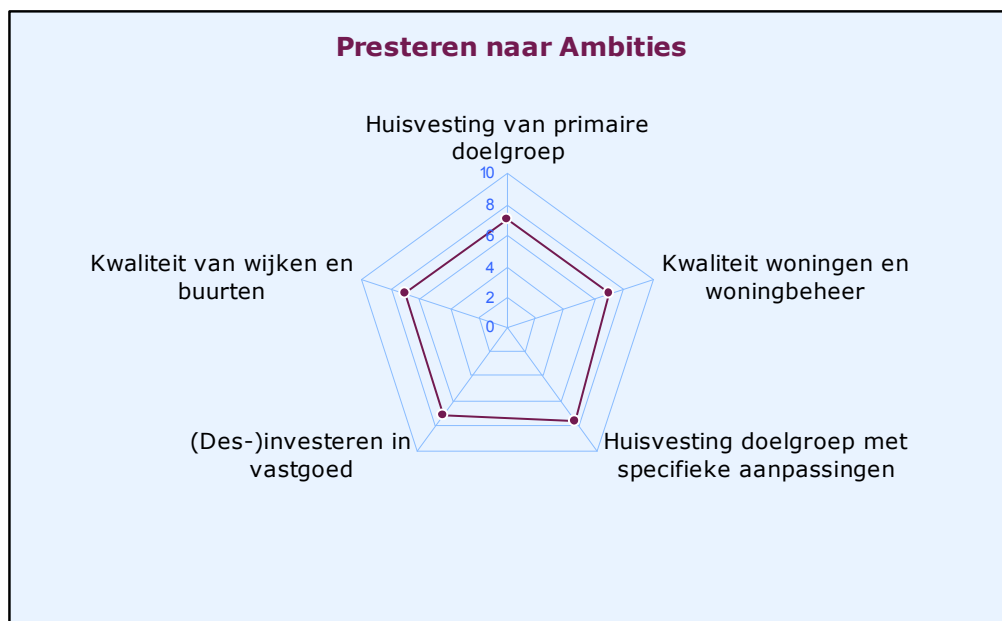 Presteren naar Ambities
Huisvesting van primaire
doelgroep
10
8
6
4
2
0
Kwaliteit van wijken en
buurten
Kwaliteit woningen en
woningbeheer
(Des-)investeren in
vastgoed
Huisvesting doelgroep met
specifieke aanpassingen